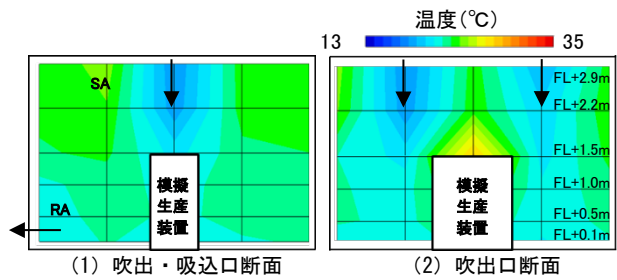 温度(℃)
13 35
SA
RA
模擬
生産
装置
(1) 吹出・吸込口断面
FL+2.9m
FL+2.2m
FL+1.5m
FL+1.0m
FL+0.5m
FL+0.1m
模擬
生産
装置
(2) 吹出口断面